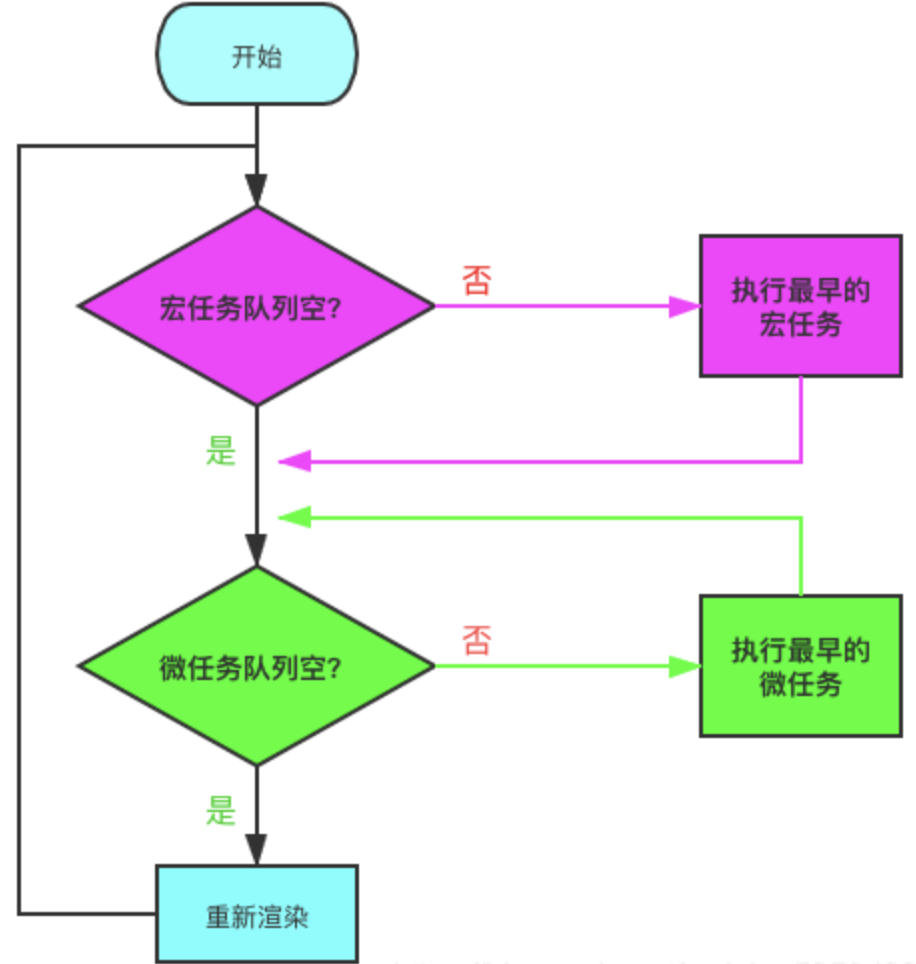 开始
宏任务队列空?
否
执行最早的
宏任务
是
微任务队列空?
否
执行最早的
微任务
是
重新渲染